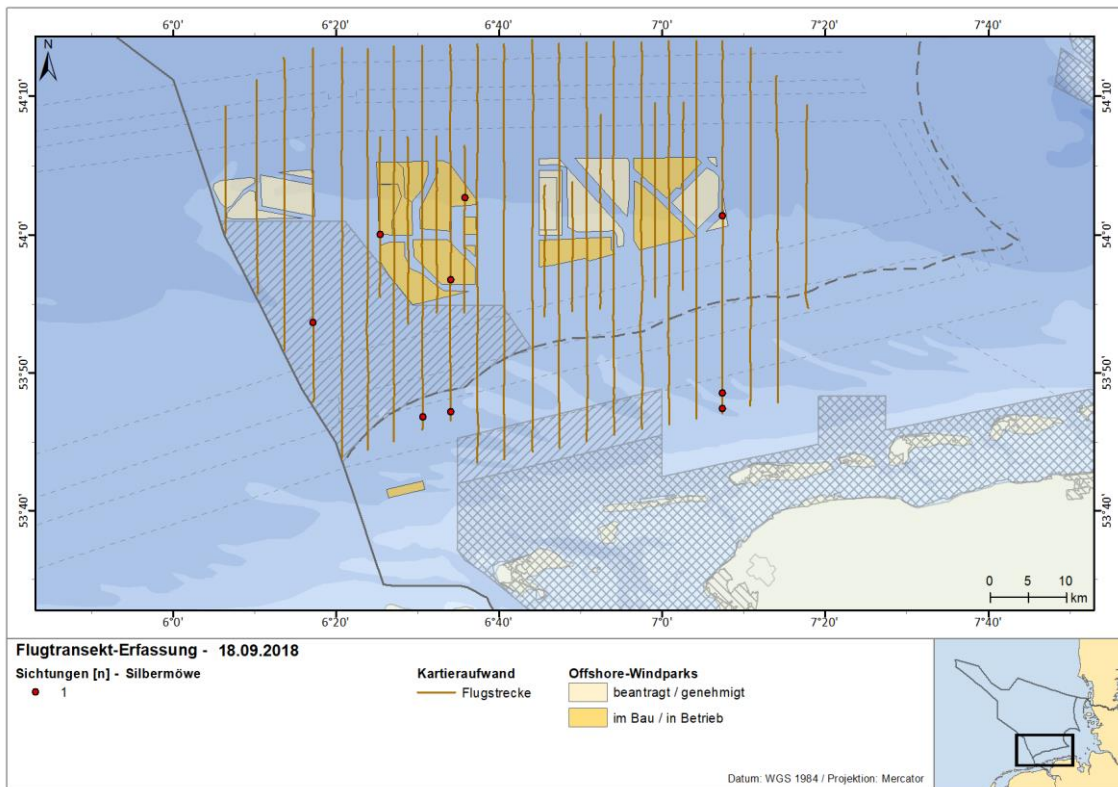 6°0' 6°20' 6°40' 7°0' 7°20' 7°40'
N
54°10' 54°10'
54°0' 54°0'
53°50' 53°50'
53°40' 53°40'
0 5 10
km
6°0' 6°20' 6°40' 7°0' 7°20' 7°40'
Flugtransekt-Erfassung - 18.09.2018
Sichtungen [n] - Silbermöwe
1
Kartieraufwand
Flugstrecke
Offshore-Windparks
beantragt / genehmigt
im Bau / in Betrieb
Datum: WGS 1984 / Projektion: Mercator